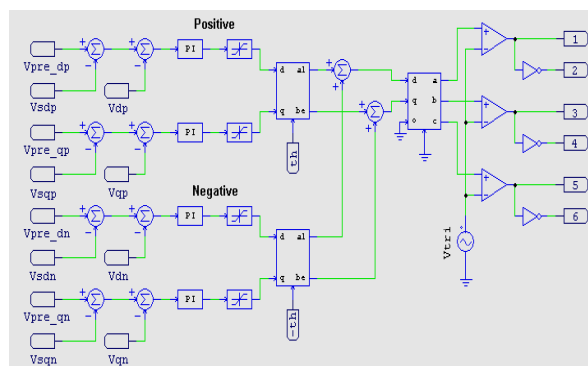 Positive
Vpre_dp
Vsdp
Vdp
PI
d al
q be
th
Vpre_qp
Vsqp
Vqp
PI
Negative
Vpre_dn
Vsdn
Vdn
PI
d al
q be
-th
Vpre_qn
Vsqn
Vqn
PI
d a
q b
o c
Vtri
1
2
3
4
5
6